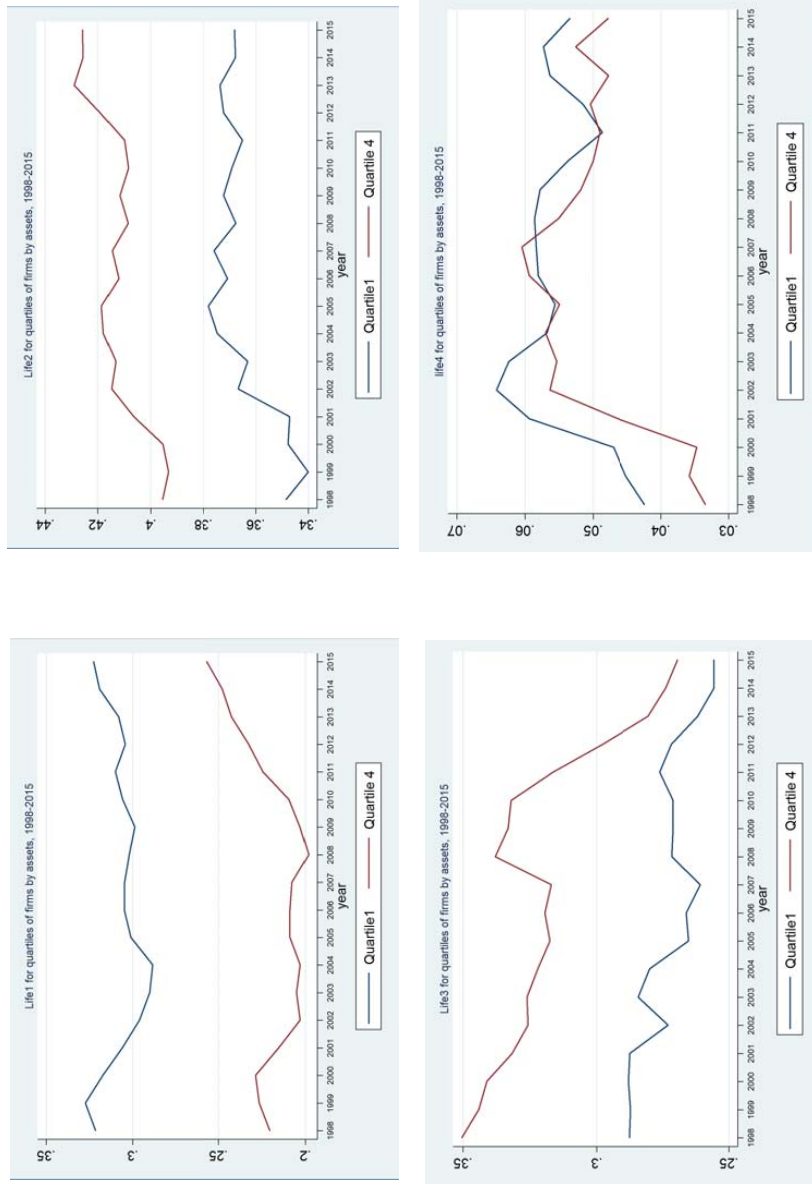 Life2 for quartiles of firms by assets, 1998-2015
.44
.42
.4
.38
.36
.34
1998 1999 2000 2001 2002 2003 2004 2005 2006 2007 2008 2009 2010 2011 2012 2013 2014 2015
year
Quartile1 Quartile 4
life4 for quartiles of firms by assets, 1998-2015
.07
.06
.05
.04
.03
1998 1999 2000 2001 2002 2003 2004 2005 2006 2007 2008 2009 2010 2011 2012 2013 2014 2015
year
Quartile1 Quartile 4
Life1 for quartiles of firms by assets, 1998-2015
.35
.3
.25
.2
1998 1999 2000 2001 2002 2003 2004 2005 2006 2007 2008 2009 2010 2011 2012 2013 2014 2015
year
Quartile1 Quartile 4
Life3 for quartiles of firms by assets, 1998-2015
.35
.3
.25
1998 1999 2000 2001 2002 2003 2004 2005 2006 2007 2008 2009 2010 2011 2012 2013 2014 2015
year
Quartile1 Quartile 4